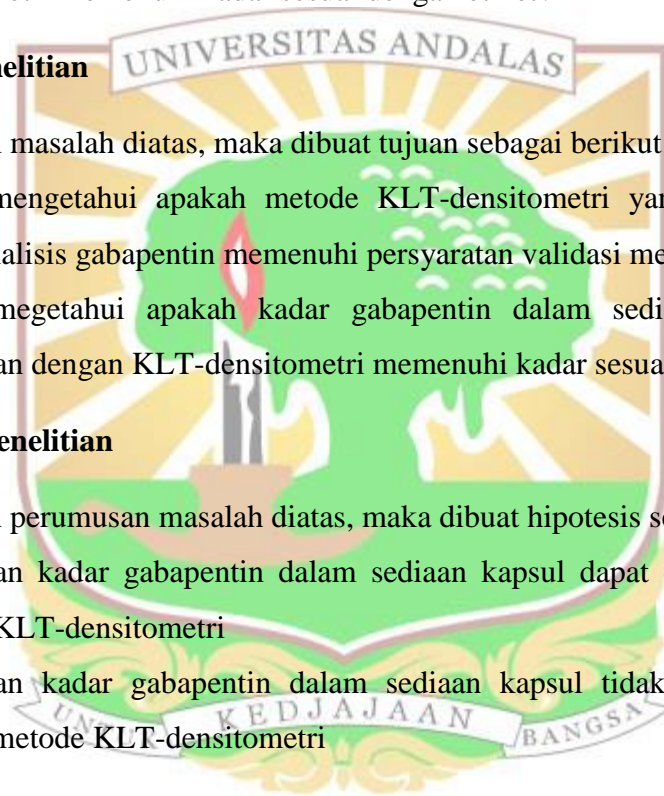 UNIVERSITAS ANDALAS
nelitian
masalah diatas, maka dibuat tujuan sebagai berikut
mengetahui apakah metode KLT-densitometri
alisis gabapentin memenuhi persyaratan validasi
megetahui apakah kadar gabapentin dalam sedi
an dengan KLT-densitometri memenuhi kadar sesua
enelitian
perumusan masalah diatas, maka dibuat hipotesis
an kadar gabapentin dalam sediaan kapsul dapat
KLT-densitometri
an kadar gabapentin dalam sediaan kapsul tidak
KEDJAJAAN BANGSA
metode KLT-densitometri